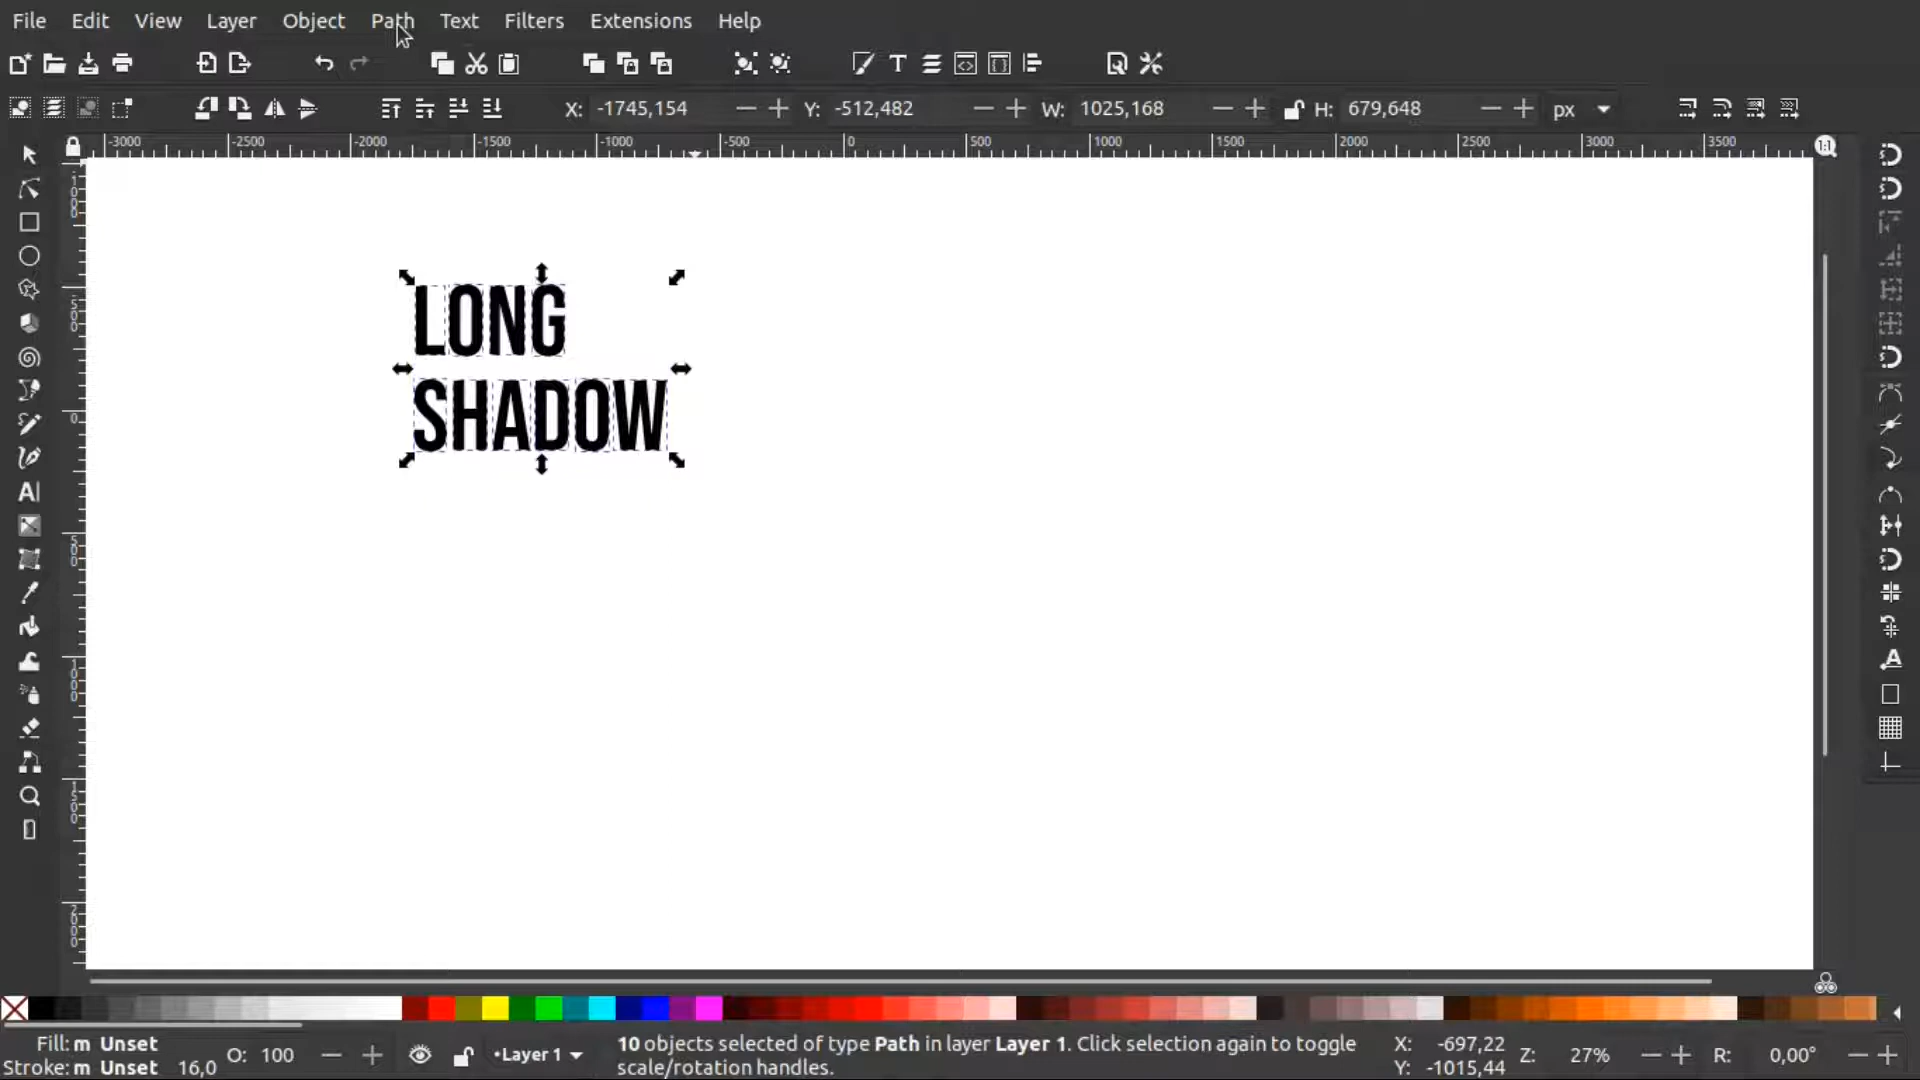 File Edit View Layer Object Path Text Filters Extensions Help
X: -1745,154 Y: -512,482 W: 1025,168 H: 679,648 px
-3000 -2500 -2000 -1500 -1000 -500 0 500 1000 1500 2000 2500 3000 3500
1:1
LONG
SHADOW
Fill: m Unset
Stroke: m Unset 16,0
O: 100
•Layer 1
10 objects selected of type Path in layer Layer 1. Click selection again to toggle
scale/rotation handles.
X: -697,22
Y: -1015,44
Z: 27%
R: 0,00°